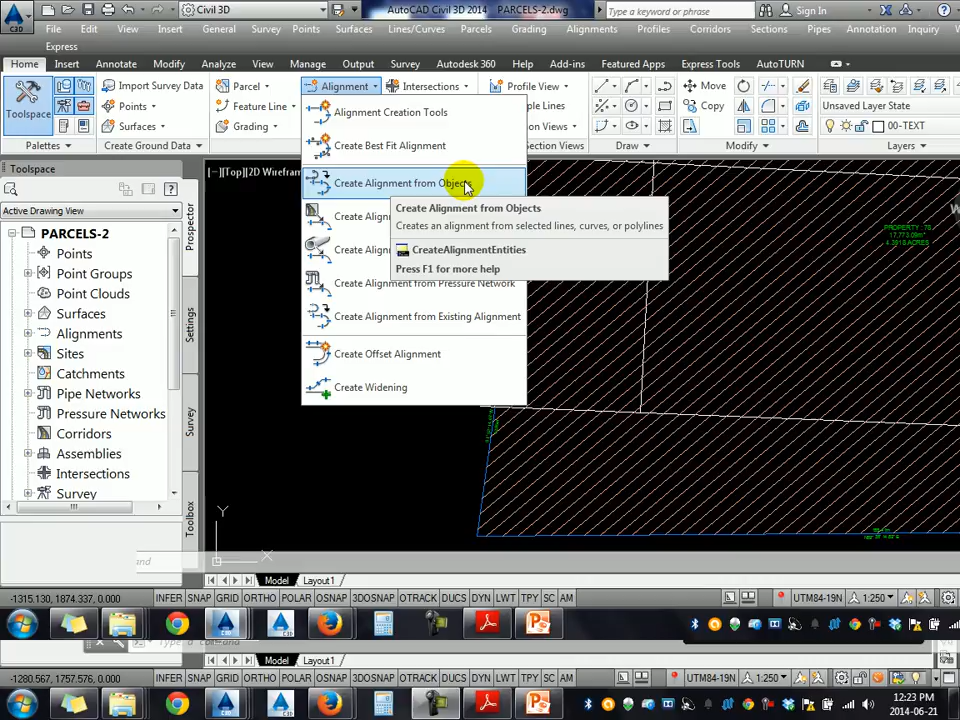 Civil 3D
AutoCAD Civil 3D 2014 PARCELS-2.dwg
Type a keyword or phrase
Sign In
C3D
File Edit View Insert General Survey Points Surfaces Lines/Curves Parcels Grading Alignments Profiles Corridors Sections Pipes Annotation Inquiry
Express
Home Insert Annotate Modify Analyze View Manage Output Survey Autodesk 360 Help Add-ins Featured Apps Express Tools AutoTURN
Toolspace
Import Survey Data
Parcel
Alignment
Intersections
Profile View
Move
Points
Feature Line
Copy
Unsaved Layer State
Surfaces
Grading
00-TEXT
Palettes
Create Ground Data
Draw
Modify
Layers
Alignment Creation Tools
Create Best Fit Alignment
Create Alignment from Objects
Create Alignment from Pressure Network
Create Alignment from Existing Alignment
Create Offset Alignment
Create Widening
Create Alignment from Objects
Creates an alignment from selected lines, curves, or polylines
CreateAlignmentEntities
Press F1 for more help
Toolspace
Active Drawing View
PARCELS-2
Points
Point Groups
Point Clouds
Surfaces
Alignments
Sites
Catchments
Pipe Networks
Pressure Networks
Corridors
Assemblies
Intersections
Survey
Prospector
Settings
Survey
Toolbox
[−][Top][2D Wirefram
PROPERTY : 78
W
Y
X
Model Layout1
-1315.130, 1874.337, 0.000 INFER SNAP GRID ORTHO POLAR OSNAP 3DOSNAP OTRACK DUCS DYN LWT TPY SC AM UTM84-19N 1:250
Type a command
Model Layout1
-1280.567, 1757.576, 0.000 INFER SNAP GRID ORTHO POLAR OSNAP 3DOSNAP OTRACK DUCS DYN LWT TPY SC AM UTM84-19N 1:250
12:23 PM
2014-06-21